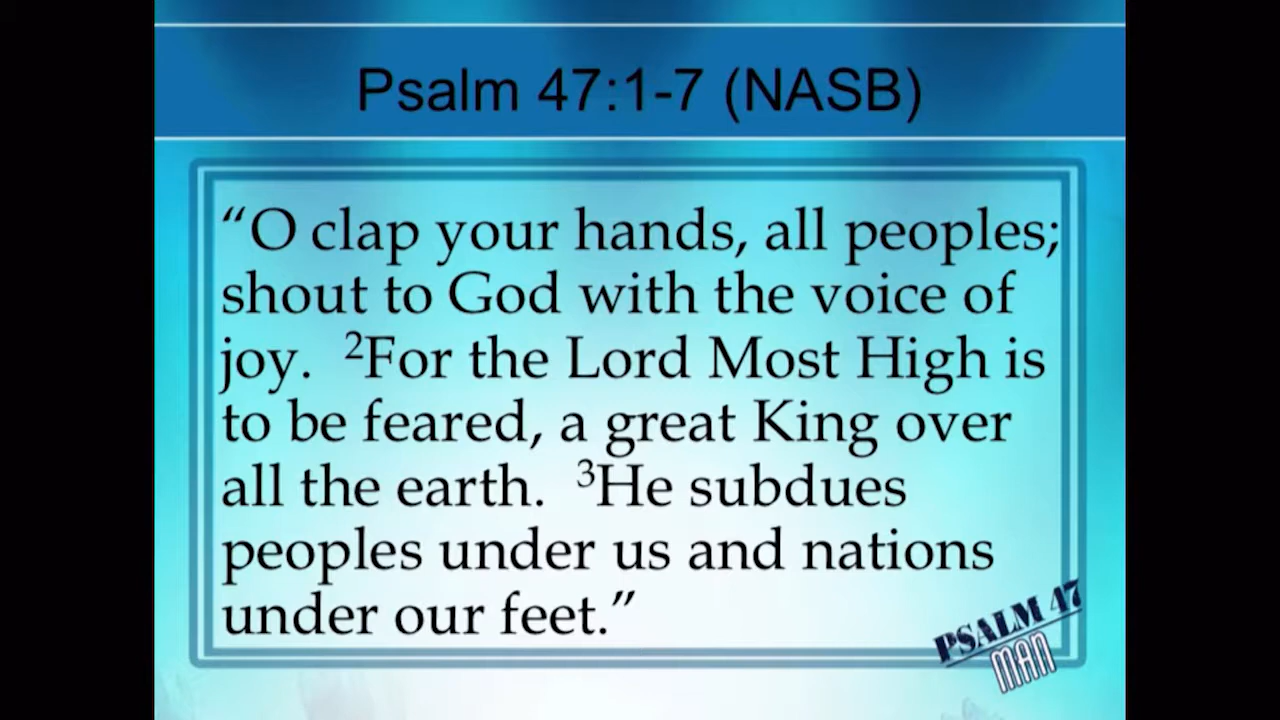 Psalm 47:1-7 (NASB)
“O clap your hands, all peoples;
shout to God with the voice of
joy. ²For the Lord Most High is
to be feared, a great King over
all the earth. ³He subdues
peoples under us and nations
under our feet.”
PSALM 47
MAN